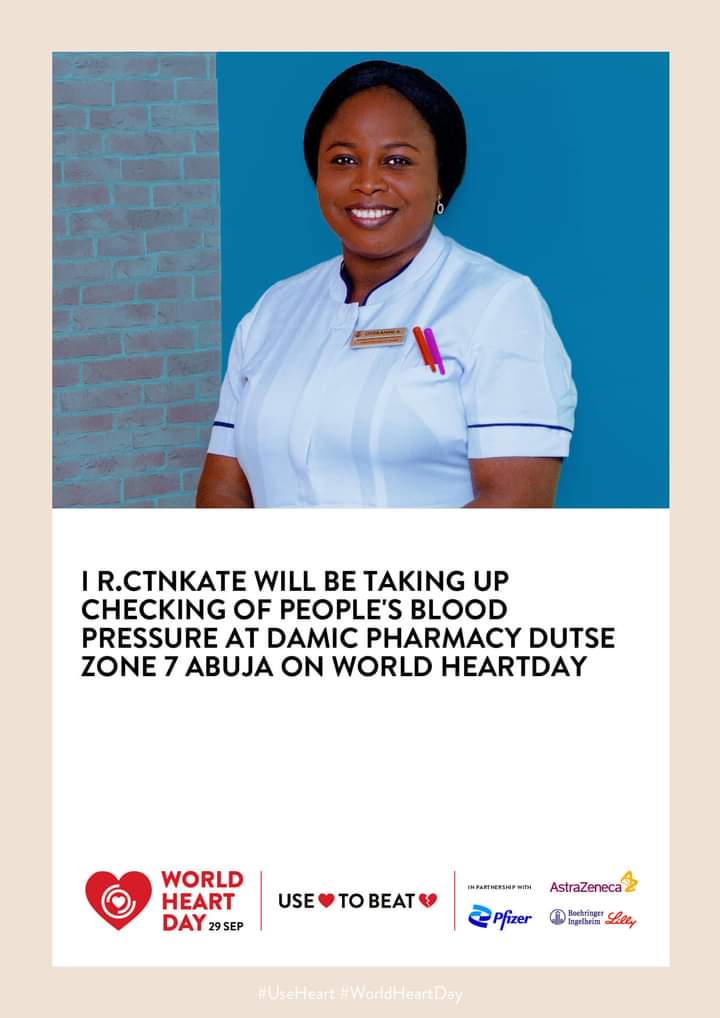 I R.CTNKATE WILL BE TAKING UP
CHECKING OF PEOPLE'S BLOOD
PRESSURE AT DAMIC PHARMACY DUTSE
ZONE 7 ABUJA ON WORLD HEARTDAY
WORLD
HEART
DAY 29 SEP
USE TO BEAT
IN PARTNERSHIP WITH
AstraZeneca
Pfizer
Boehringer
Ingelheim
Lilly
#UseHeart #WorldHeartDay